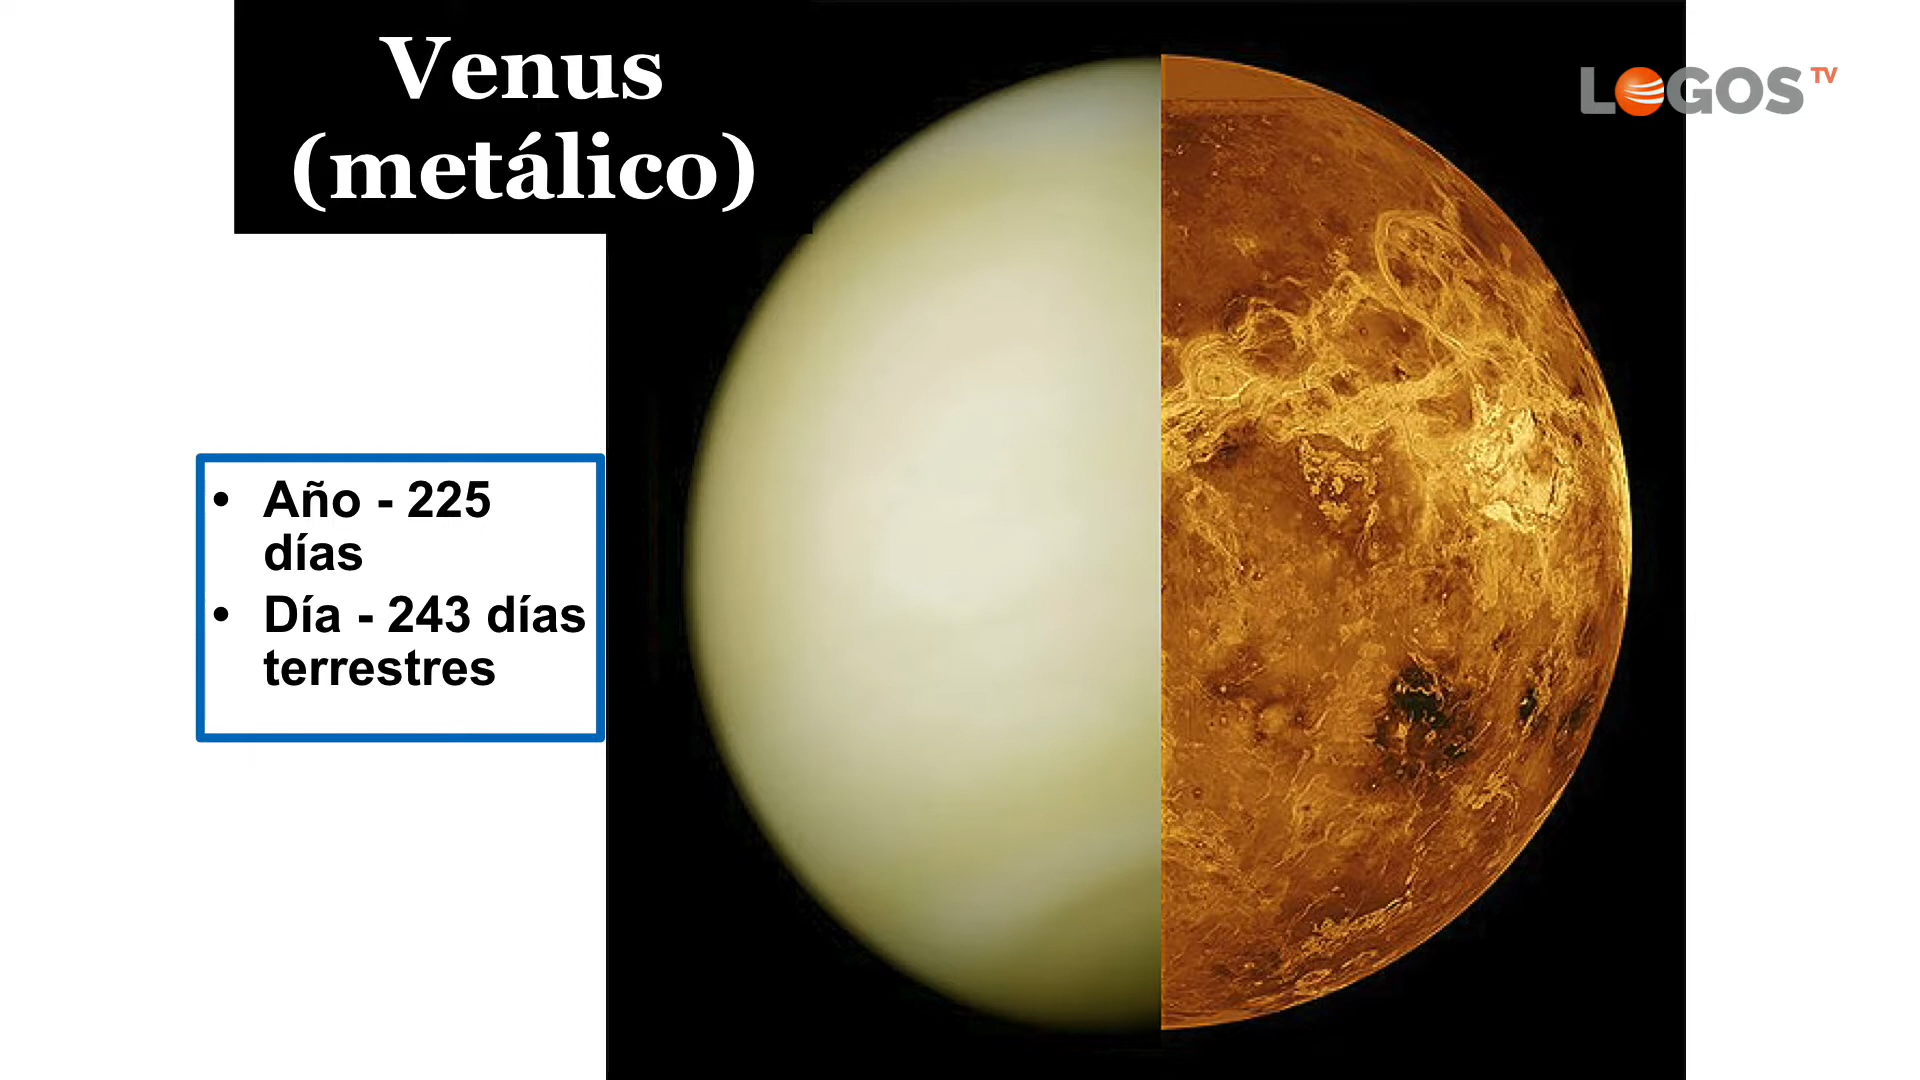 Venus
(metálico)
LOGOS TV
• Año - 225
días
• Día - 243 días
terrestres